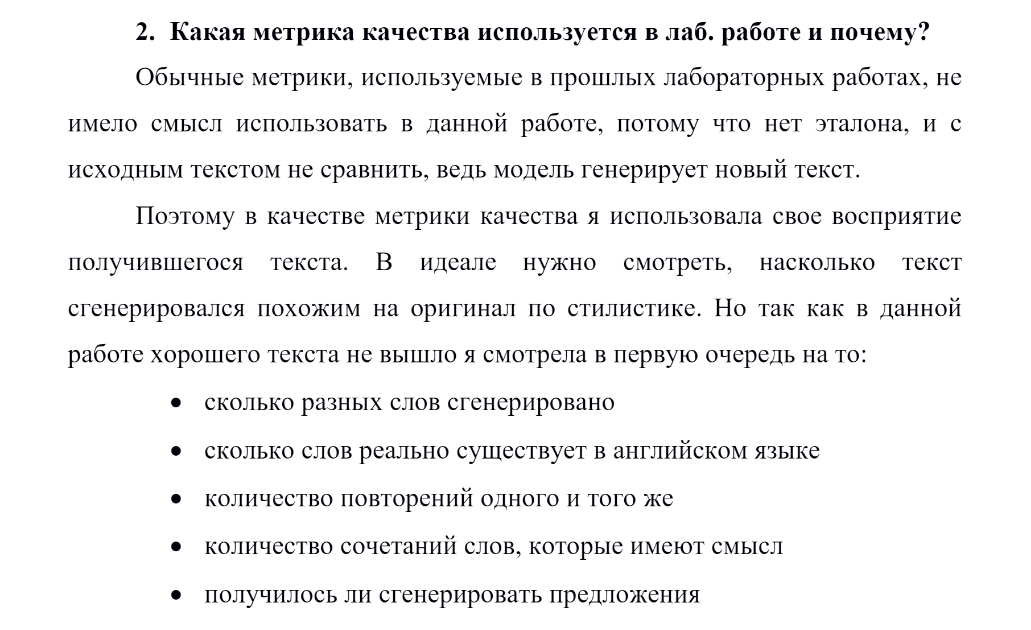 2. Какая метрика качества используется в лаб. работе и почему?
Обычные метрики, используемые в прошлых лабораторных работах, не
имело смысл использовать в данной работе, потому что нет эталона, и с
исходным текстом не сравнить, ведь модель генерирует новый текст.
Поэтому в качестве метрики качества я использовала свое восприятие
получившегося текста. В идеале нужно смотреть, насколько текст
сгенерировался похожим на оригинал по стилистике. Но так как в данной
работе хорошего текста не вышло я смотрела в первую очередь на то:
• сколько разных слов сгенерировано
• сколько слов реально существует в английском языке
• количество повторений одного и того же
• количество сочетаний слов, которые имеют смысл
• получилось ли сгенерировать предложения